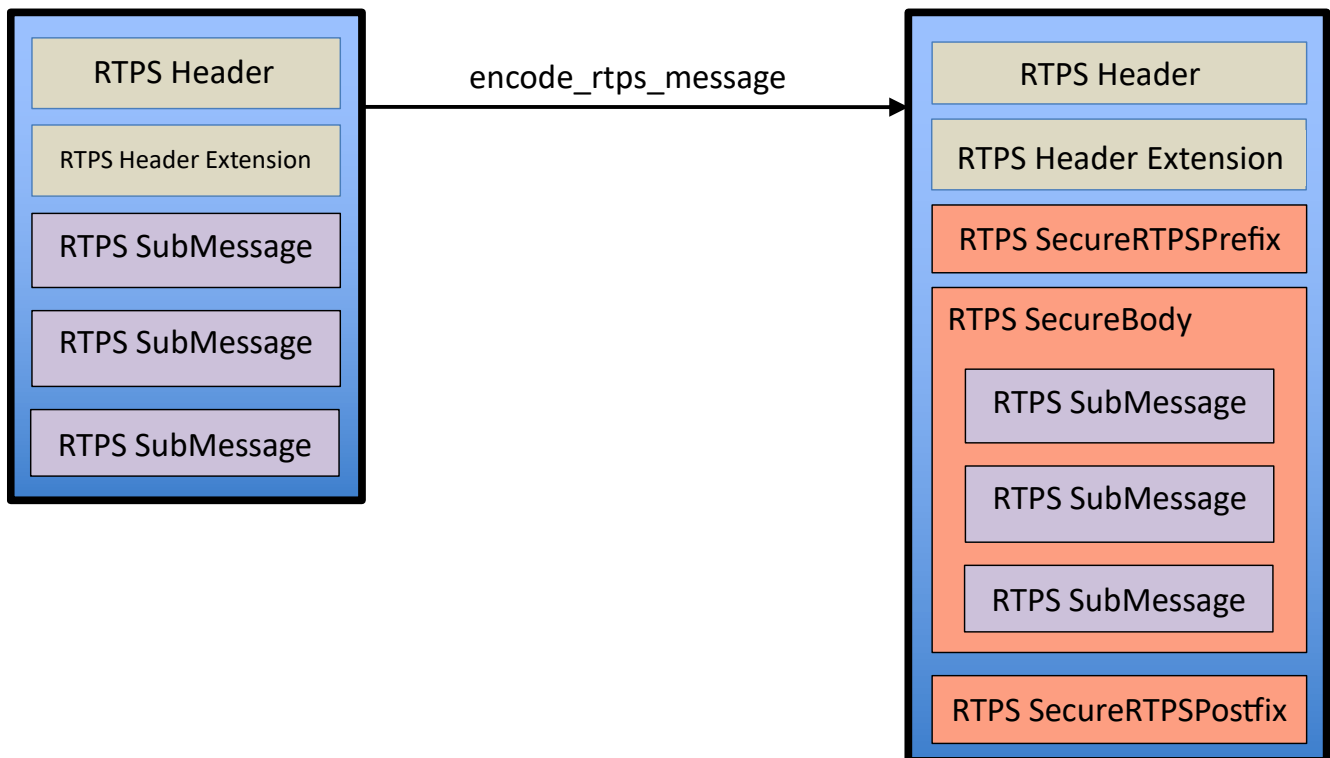 RTPS Header
RTPS Header Extension
RTPS SubMessage
RTPS SubMessage
RTPS SubMessage
encode_rtps_message
RTPS Header
RTPS Header Extension
RTPS SecureRTPSPrefix
RTPS SecureBody
RTPS SubMessage
RTPS SubMessage
RTPS SubMessage
RTPS SecureRTPSPostfix